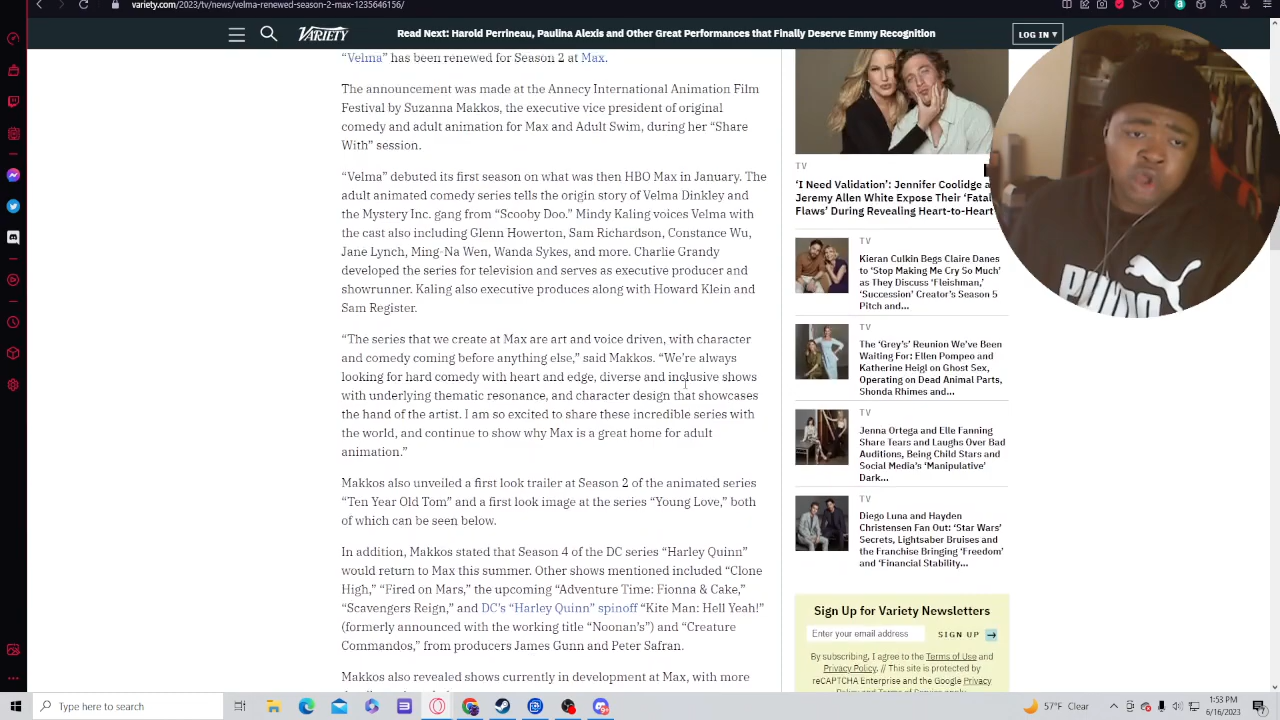 variety.com/2023/tv/news/velma-renewed-season-2-max-1235646156/
VARIETY
Read Next: Harold Perrineau, Paulina Alexis and Other Great Performances that Finally Deserve Emmy Recognition
LOG IN
“Velma” has been renewed for Season 2 at Max.
The announcement was made at the Annecy International Animation Film
Festival by Suzanna Makkos, the executive vice president of original
comedy and adult animation for Max and Adult Swim, during her “Share
With” session.
“Velma” debuted its first season on what was then HBO Max in January. The
adult animated comedy series tells the origin story of Velma Dinkley and
the Mystery Inc. gang from “Scooby Doo.” Mindy Kaling voices Velma with
the cast also including Glenn Howerton, Sam Richardson, Constance Wu,
Jane Lynch, Ming-Na Wen, Wanda Sykes, and more. Charlie Grandy
developed the series for television and serves as executive producer and
showrunner. Kaling also executive produces along with Howard Klein and
Sam Register.
“The series that we create at Max are art and voice driven, with character
and comedy coming before anything else,” said Makkos. “We’re always
looking for hard comedy with heart and edge, diverse and inclusive shows
with underlying thematic resonance, and character design that showcases
the hand of the artist. I am so excited to share these incredible series with
the world, and continue to show why Max is a great home for adult
animation.”
Makkos also unveiled a first look trailer at Season 2 of the animated series
“Ten Year Old Tom” and a first look image at the series “Young Love,” both
of which can be seen below.
In addition, Makkos stated that Season 4 of the DC series “Harley Quinn”
would return to Max this summer. Other shows mentioned included “Clone
High,” “Fired on Mars,” the upcoming “Adventure Time: Fionna & Cake,”
“Scavengers Reign,” and DC’s “Harley Quinn” spinoff “Kite Man: Hell Yeah!”
(formerly announced with the working title “Noonan’s”) and “Creature
Commandos,” from producers James Gunn and Peter Safran.
Makkos also revealed shows currently in development at Max, with more
TV
‘I Need Validation’: Jennifer Coolidge a
Jeremy Allen White Expose Their ‘Fatal
Flaws’ During Revealing Heart-to-Heart
TV
Kieran Culkin Begs Claire Danes
to ‘Stop Making Me Cry So Much’
as They Discuss ‘Fleishman,’
‘Succession’ Creator’s Season 5
Pitch and...
TV
The ‘Grey’s’ Reunion We’ve Been
Waiting For: Ellen Pompeo and
Katherine Heigl on Ghost Sex,
Operating on Dead Animal Parts,
Shonda Rhimes and...
TV
Jenna Ortega and Elle Fanning
Share Tears and Laughs Over Bad
Auditions, Being Child Stars and
Social Media’s ‘Manipulative’
Dark...
TV
Diego Luna and Hayden
Christensen Fan Out: ‘Star Wars’
Secrets, Lightsaber Bruises and
the Franchise Bringing ‘Freedom’
and ‘Financial Stability...
Sign Up for Variety Newsletters
Enter your email address
SIGN UP
By subscribing, I agree to the Terms of Use and
Privacy Policy. // This site is protected by
reCAPTCHA Enterprise and the Google Privacy
PUMA
Type here to search
57°F Clear
1:53 PM
6/16/2023